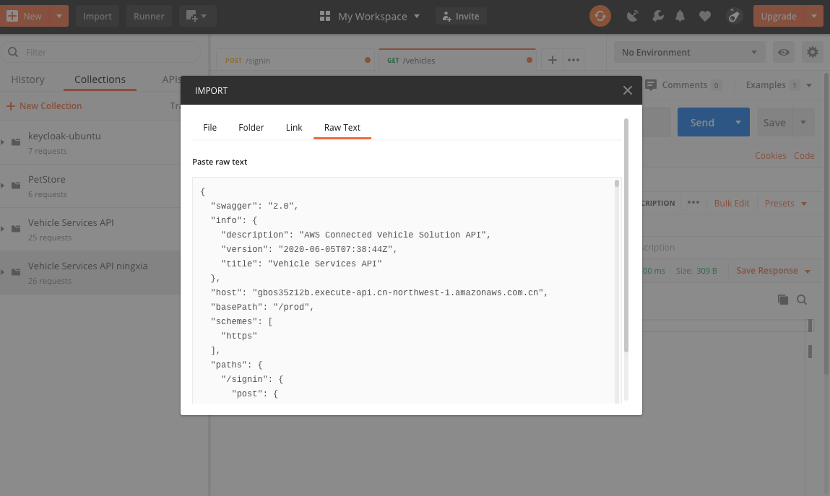 New
Import
Runner
My Workspace
Invite
Upgrade
Filter
History
Collections
APIs
+ New Collection
Tr
keycloak-ubuntu
7 requests
PetStore
6 requests
Vehicle Services API
25 requests
Vehicle Services API ningxia
26 requests
POST /signin
GET /vehicles
No Environment
Comments 0
Examples 1
Send
Save
Cookies
Code
CRIPTION
Bulk Edit
Presets
scription
00 ms
Size: 309 B
Save Response
IMPORT
File
Folder
Link
Raw Text
Paste raw text
{
"swagger": "2.0",
"info": {
"description": "AWS Connected Vehicle Solution API",
"version": "2020-06-05T07:38:44Z",
"title": "Vehicle Services API"
},
"host": "gbos35zi2b.execute-api.cn-northwest-1.amazonaws.com.cn",
"basePath": "/prod",
"schemes": [
"https"
],
"paths": {
"/signin": {
"post": {